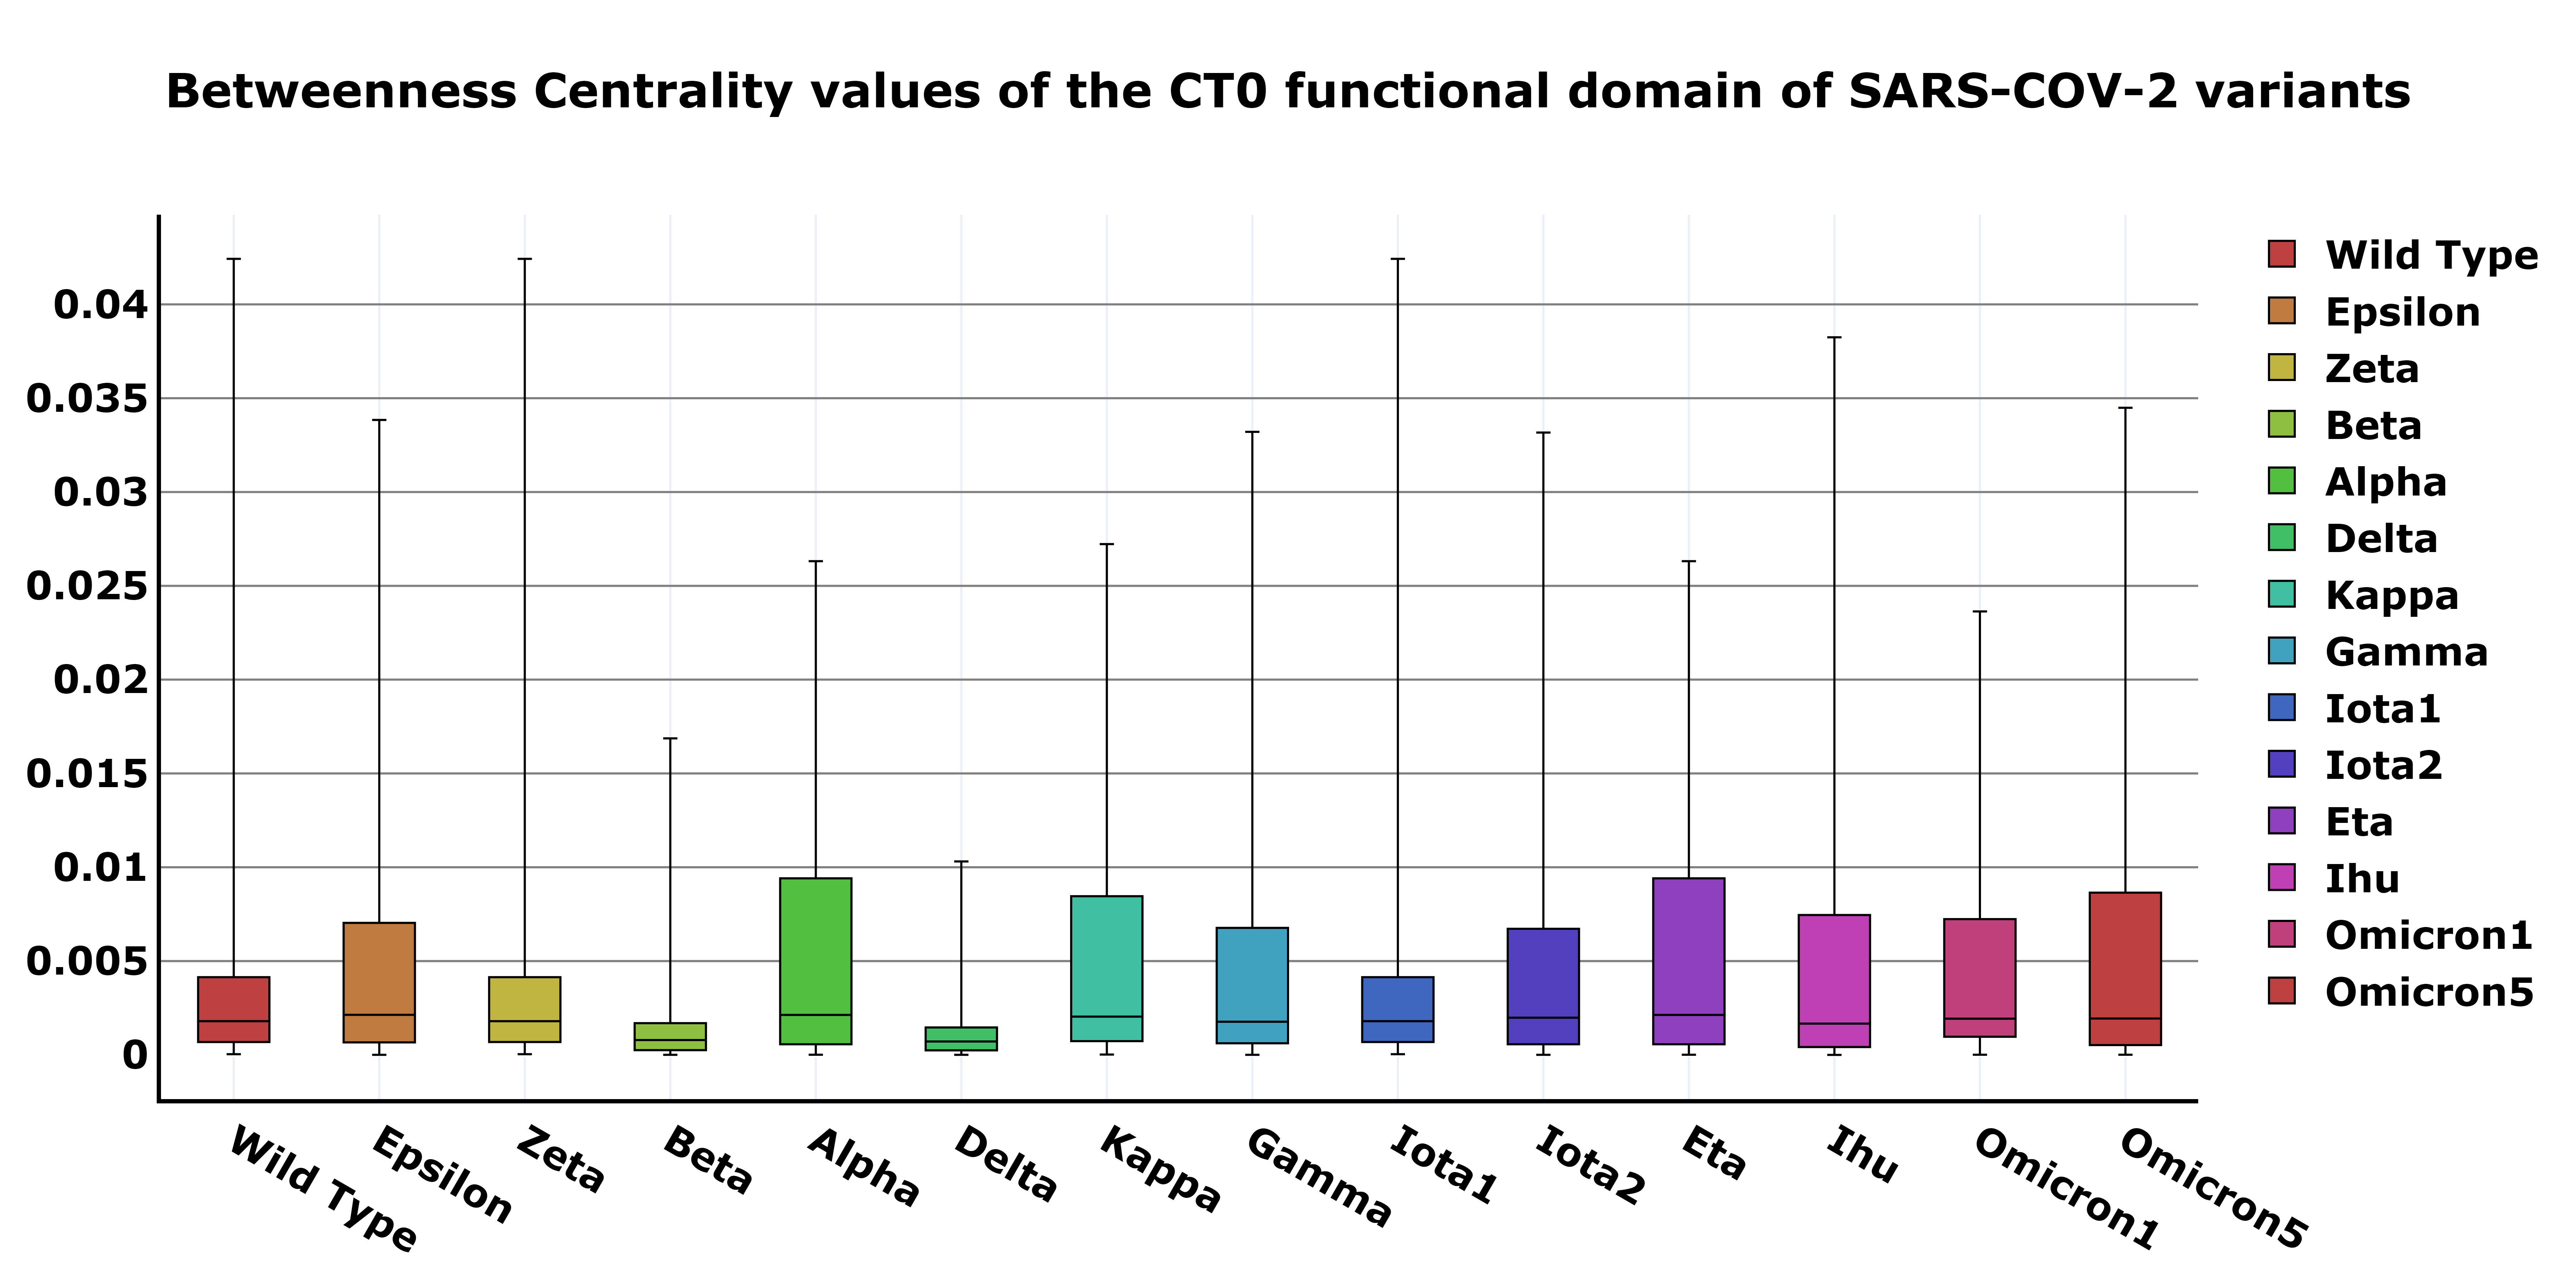 Betweenness Centrality values of the CT0 functional domain of SARS-COV-2 variants
0.04
0.035
0.03
0.025
0.02
0.015
0.01
0.005
0
Wild Type
Epsilon
Zeta
Beta
Alpha
Delta
Kappa
Gamma
Iota1
Iota2
Eta
Ihu
Omicron1
Omicron5
Wild Type
Epsilon
Zeta
Beta
Alpha
Delta
Kappa
Gamma
Iota1
Iota2
Eta
Ihu
Omicron1
Omicron5